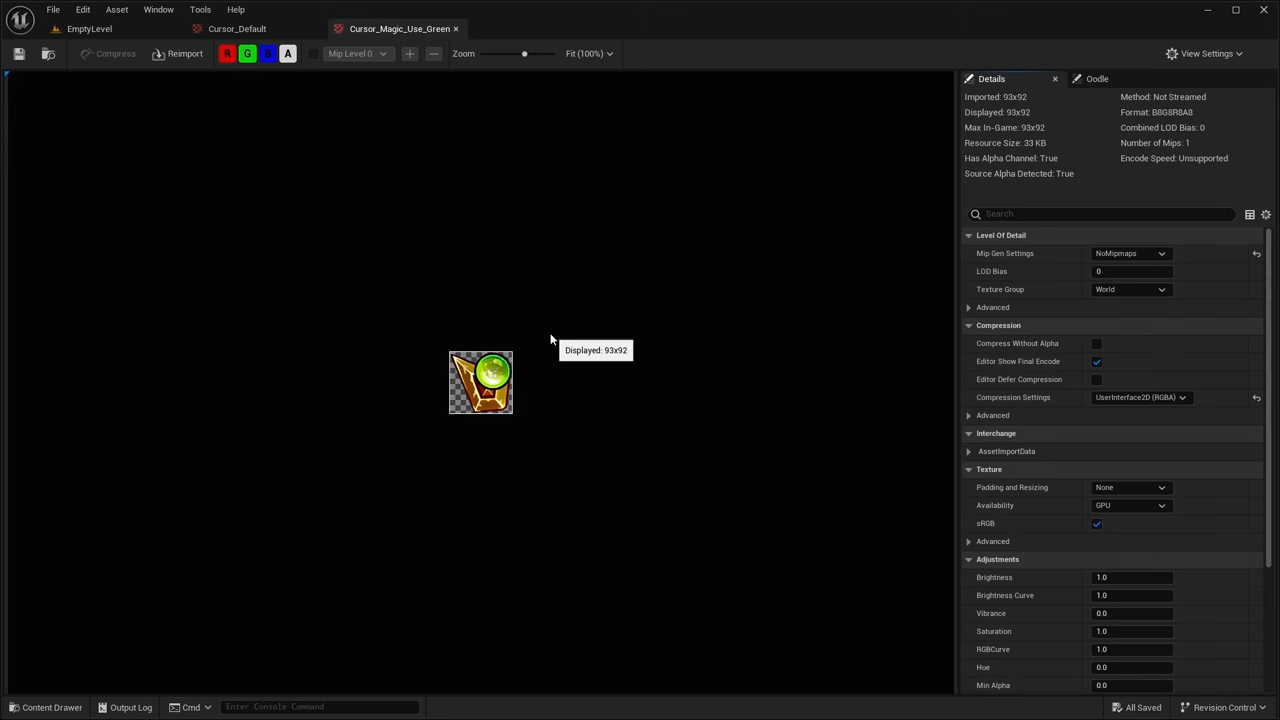 File Edit Asset Window Tools Help
EmptyLevel Cursor_Default Cursor_Magic_Use_Green
Compress Reimport R G B A Mip Level 0 Zoom Fit (100%) View Settings
Details Oodle
Imported: 93x92 Method: Not Streamed
Displayed: 93x92 Format: B8G8R8A8
Max In-Game: 93x92 Combined LOD Bias: 0
Resource Size: 33 KB Number of Mips: 1
Has Alpha Channel: True Encode Speed: Unsupported
Source Alpha Detected: True
Search
Level Of Detail
Mip Gen Settings NoMipmaps
LOD Bias 0
Texture Group World
Advanced
Compression
Compress Without Alpha
Displayed: 93x92
Editor Show Final Encode
Editor Defer Compression
Compression Settings UserInterface2D (RGBA)
Advanced
Interchange
AssetImportData
Texture
Padding and Resizing None
Availability GPU
sRGB
Advanced
Adjustments
Brightness 1.0
Brightness Curve 1.0
Vibrance 0.0
Saturation 1.0
RGBCurve 1.0
Hue 0.0
Min Alpha 0.0
Content Drawer Output Log Cmd Enter Console Command All Saved Revision Control